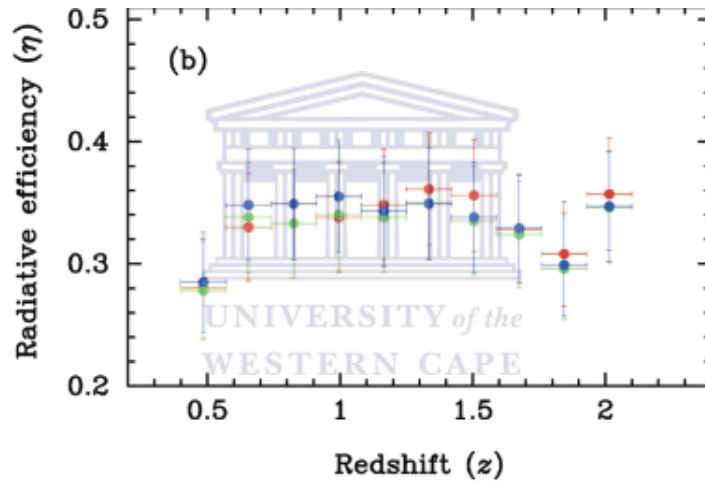 0.5
(b)
0.4
Radiative efficiency (η)
0.3
UNIVERSITY of the
WESTERN CAPE
0.2
0.5 1 1.5 2
Redshift (z)